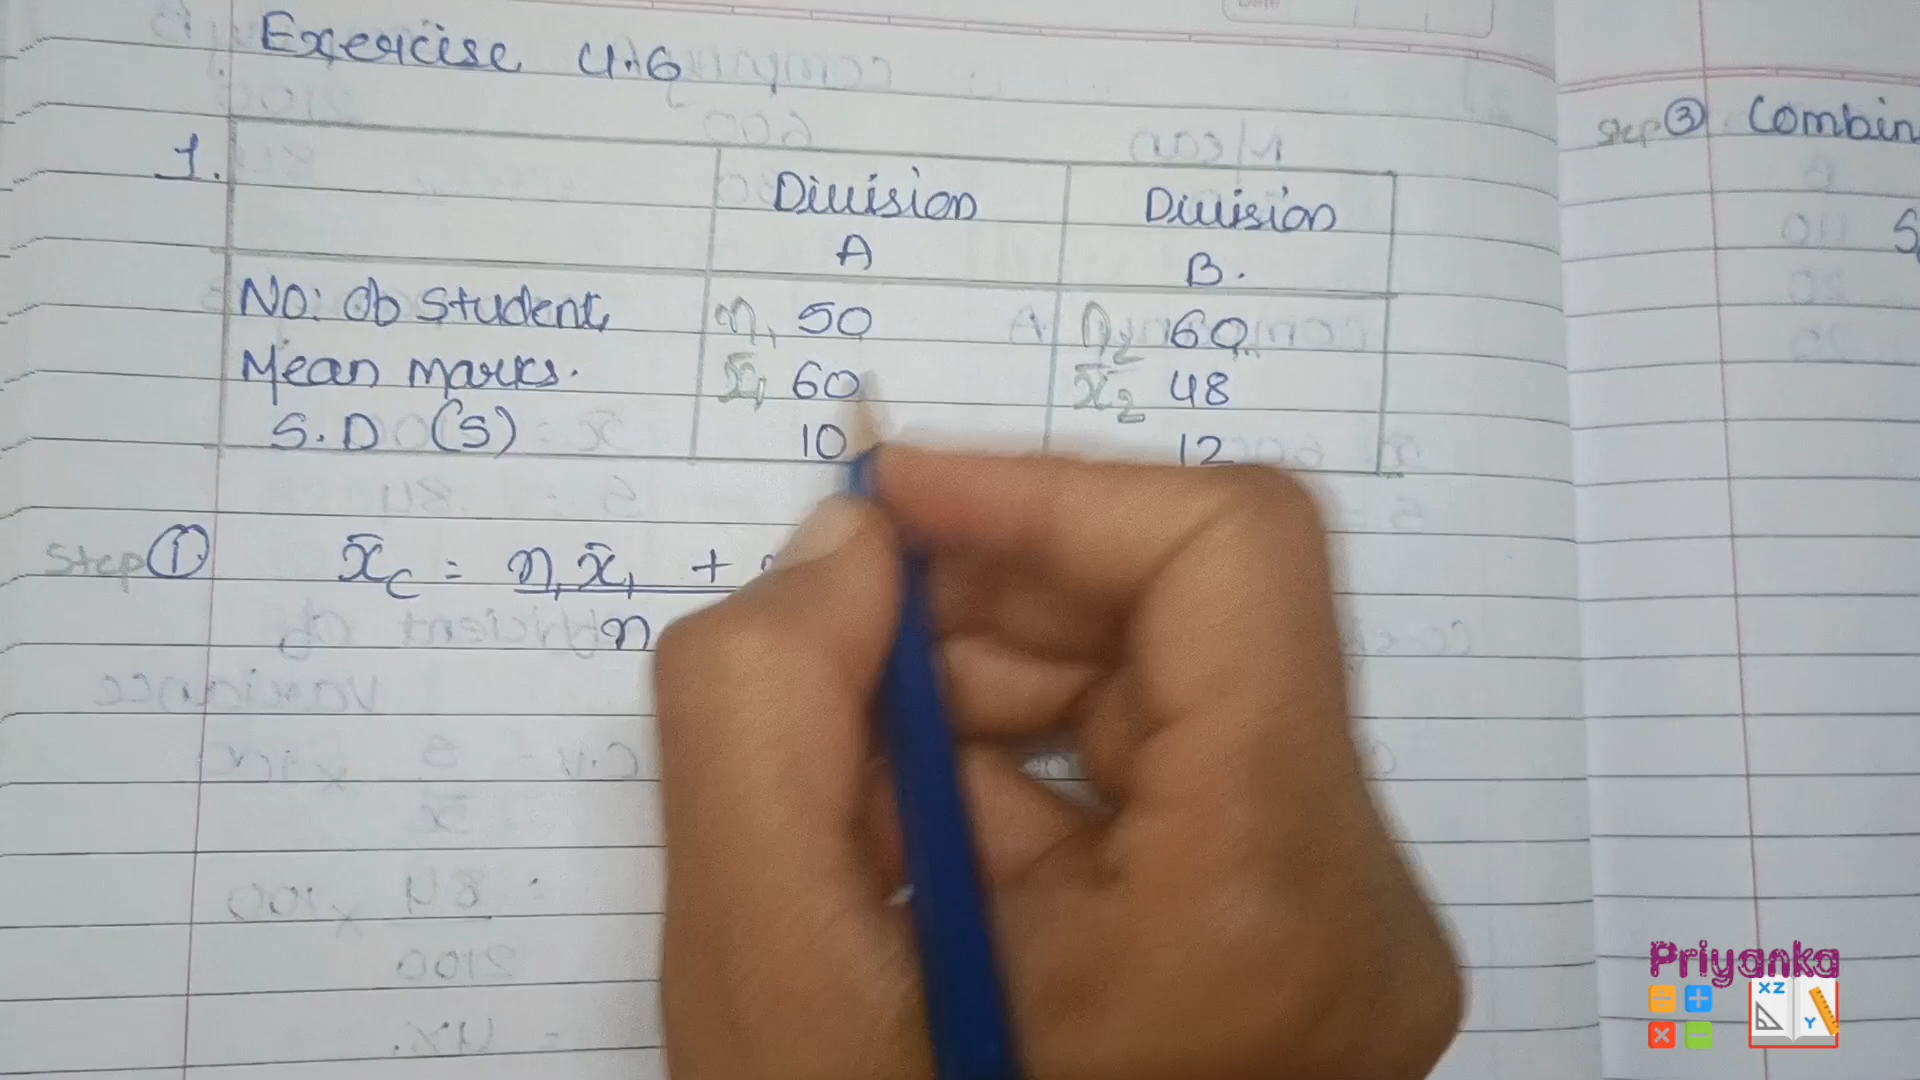 Exercise 4.6
1.
Division A
Division B.
No: Of Student, n₁ 50 n₂ 60
Mean marks. x̄₁ 60 x̄₂ 48
S.D (S) 10 12
Step ① x̄c = n₁x̄₁ +
n
Step ③ Combin
S
Priyanka
XZ
Y